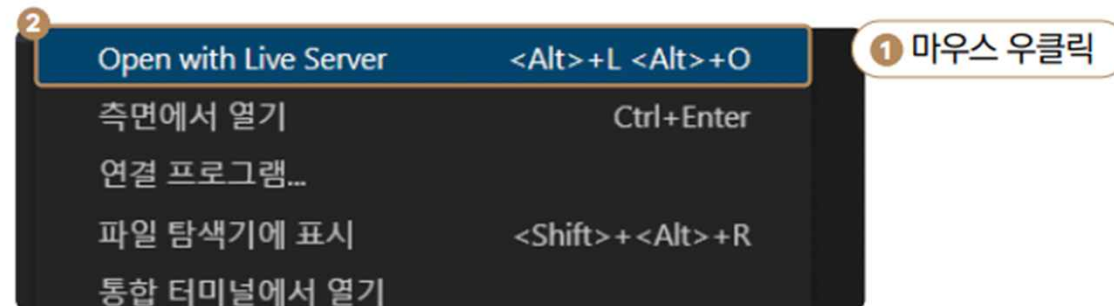 2
Open with Live Server <Alt>+L <Alt>+O
1 마우스 우클릭
측면에서 열기 Ctrl+Enter
연결 프로그램...
파일 탐색기에 표시 <Shift>+<Alt>+R
통합 터미널에서 열기